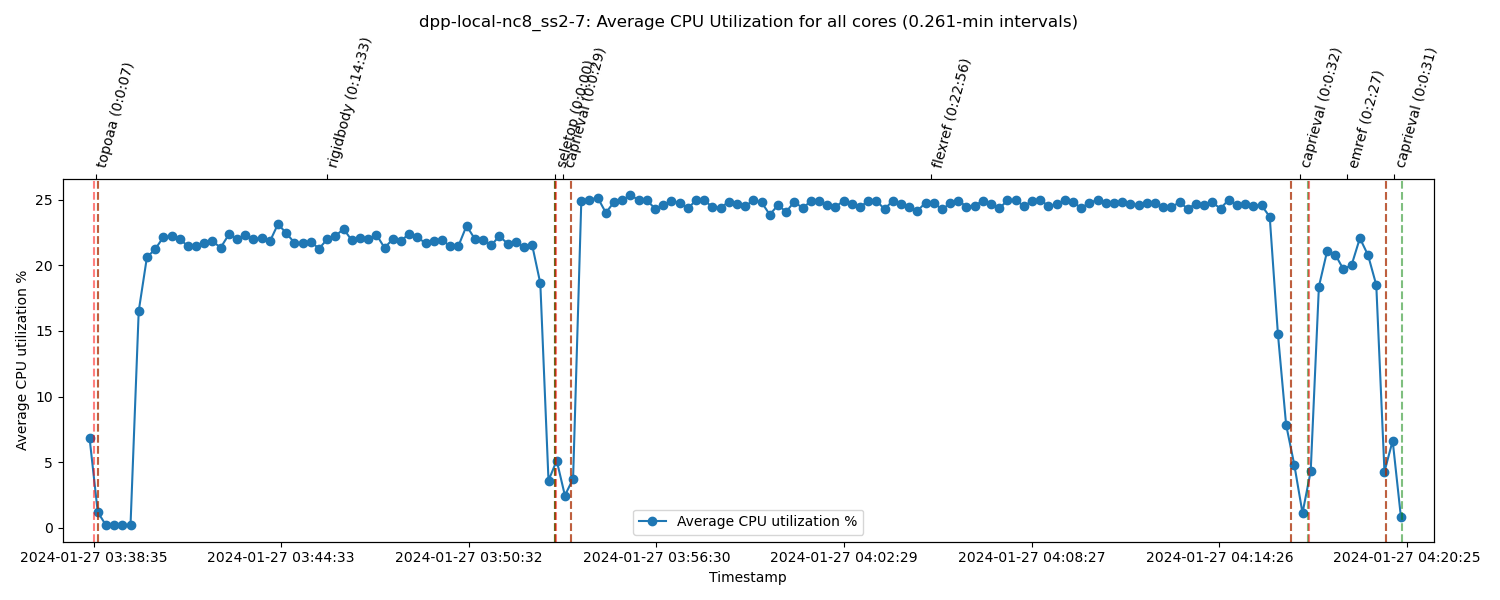 dpp-local-nc8_ss2-7: Average CPU Utilization for all cores (0.261-min intervals)
topoaa (0:0:07)
rigidbody (0:14:33)
seletop (0:0:00)
caprieval (0:0:29)
flexref (0:22:56)
caprieval (0:0:32)
emref (0:2:27)
caprieval (0:0:31)
Average CPU utilization %
25
20
15
10
5
0
Average CPU utilization %
2024-01-27 03:38:35
2024-01-27 03:44:33
2024-01-27 03:50:32
2024-01-27 03:56:30
2024-01-27 04:02:29
2024-01-27 04:08:27
2024-01-27 04:14:26
2024-01-27 04:20:25
Timestamp